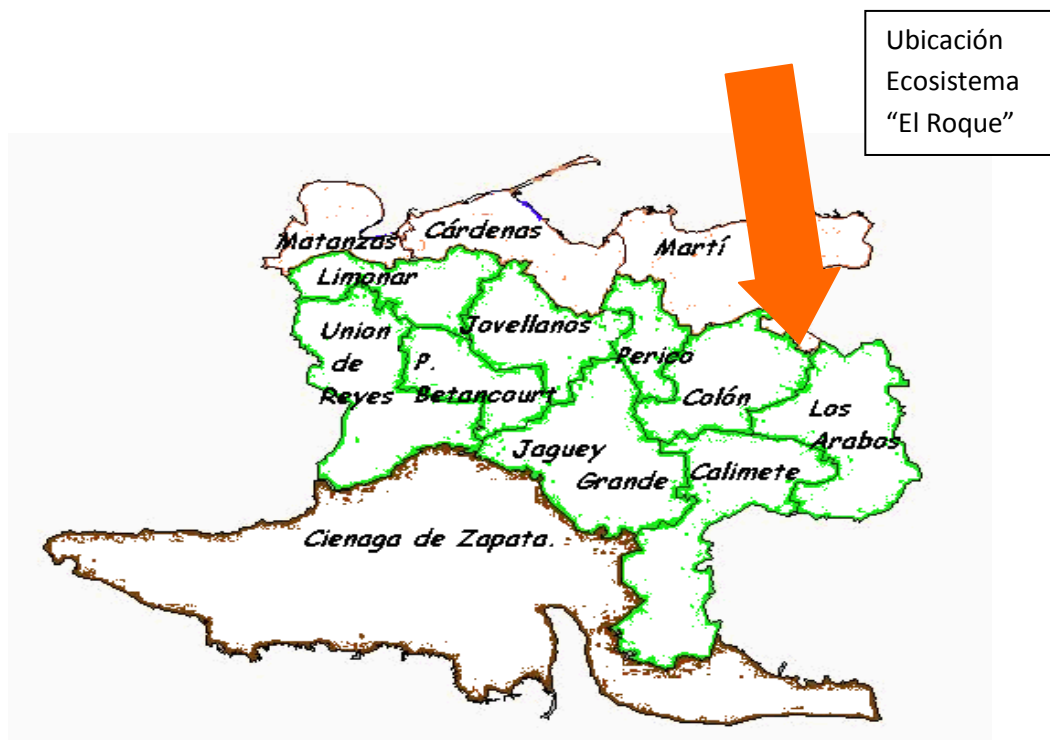 Ubicación
Ecosistema
“El Roque”
Matanzas
Cárdenas
Martí
Limonar
Jovellanos
Union
de
Reyes
P.
Betancourt
Perico
Colón
Los
Arabos
Jaguey
Grande
Calimete
Cienaga de Zapata.